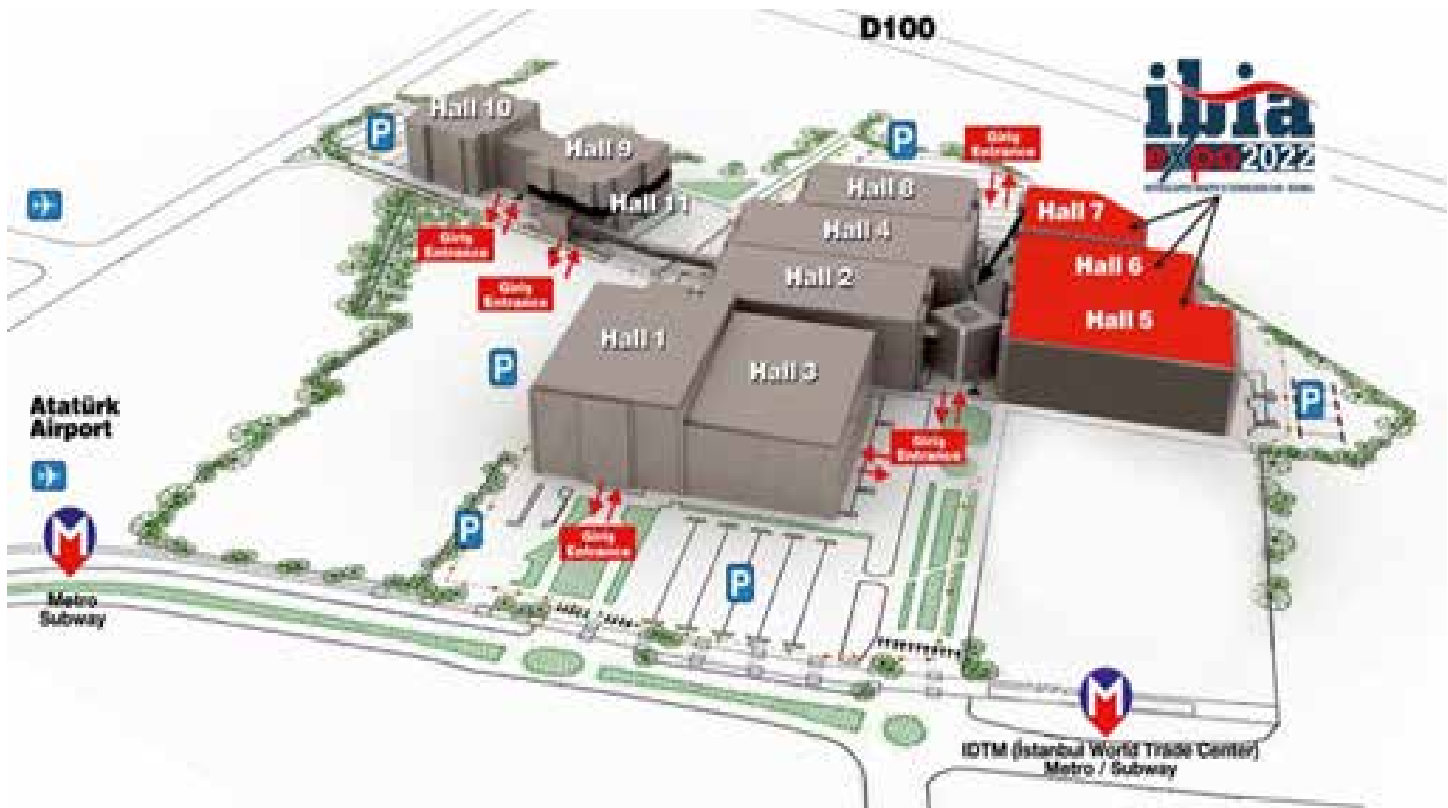 D100
ibia
expo2022
Hall 10
P
Hall 9
P
Giriş
Entrance
Hall 11
Hall 8
Hall 7
Giriş
Entrance
Hall 4
Hall 6
Giriş
Entrance
Hall 2
Hall 5
Hall 1
Hall 3
P
P
Atatürk
Airport
Giriş
Entrance
P
Giriş
Entrance
P
M
Metro
Subway
M
IDTM (İstanbul World Trade Center)
Metro / Subway